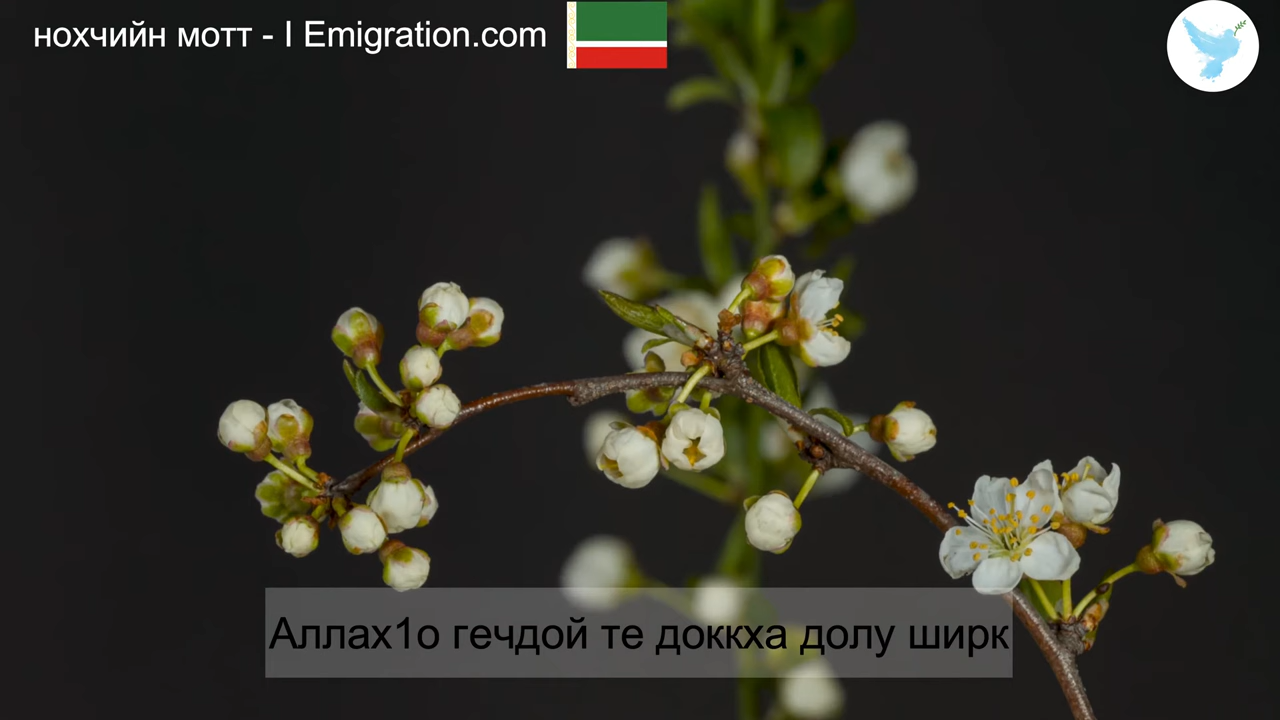 нохчийн мотт - I Emigration.com
Аллах1о гечдой те доккха долу ширк